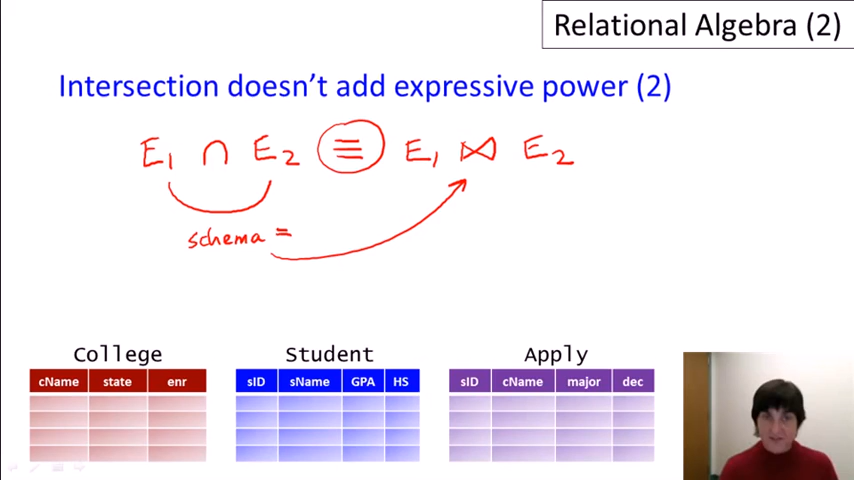 Relational Algebra (2)
Intersection doesn't add expressive power (2)
E₁ ∩ E₂ ≡ E₁ ⋈ E₂
schema =
College Student Apply
cName state enr sID sName GPA HS sID cName major dec